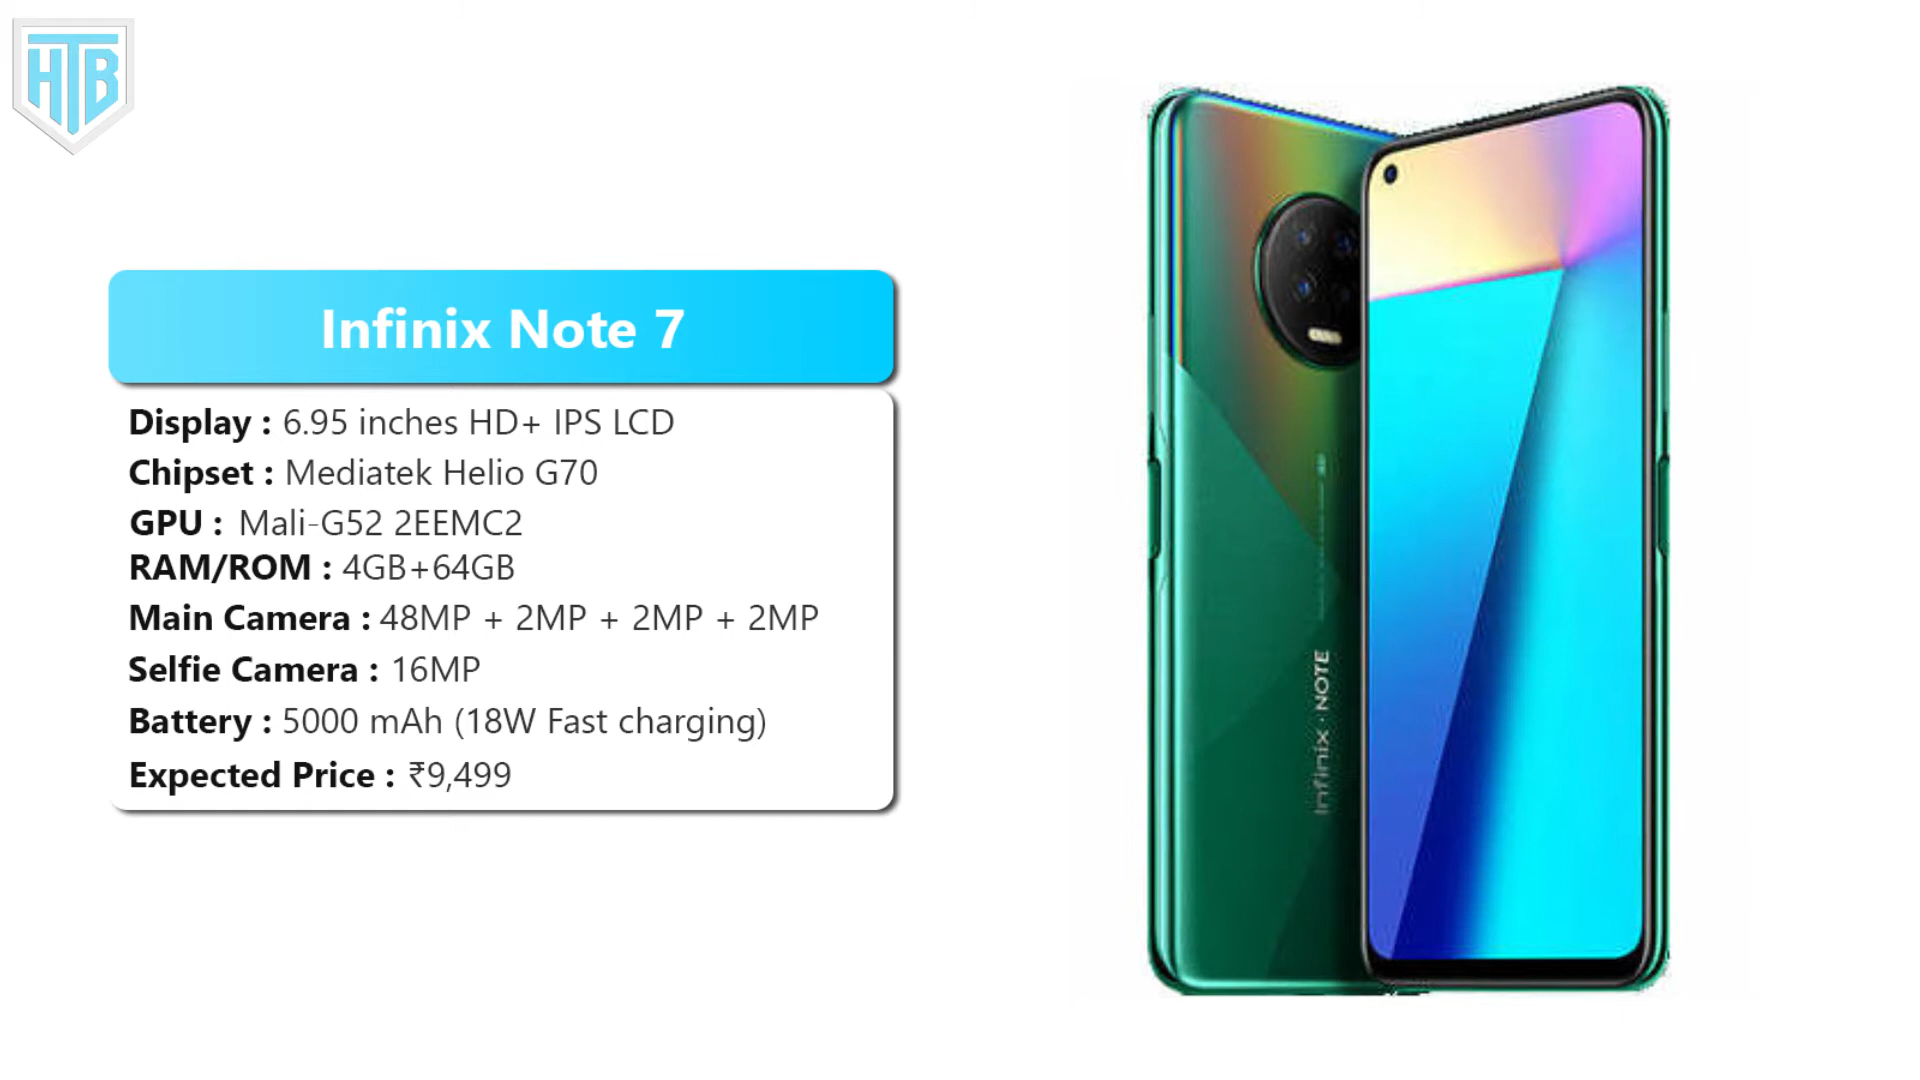 HTB
Infinix Note 7
Display : 6.95 inches HD+ IPS LCD
Chipset : Mediatek Helio G70
GPU : Mali-G52 2EEMC2
RAM/ROM : 4GB+64GB
Main Camera : 48MP + 2MP + 2MP + 2MP
Selfie Camera : 16MP
Battery : 5000 mAh (18W Fast charging)
Expected Price : ₹9,499
Infinix · NOTE